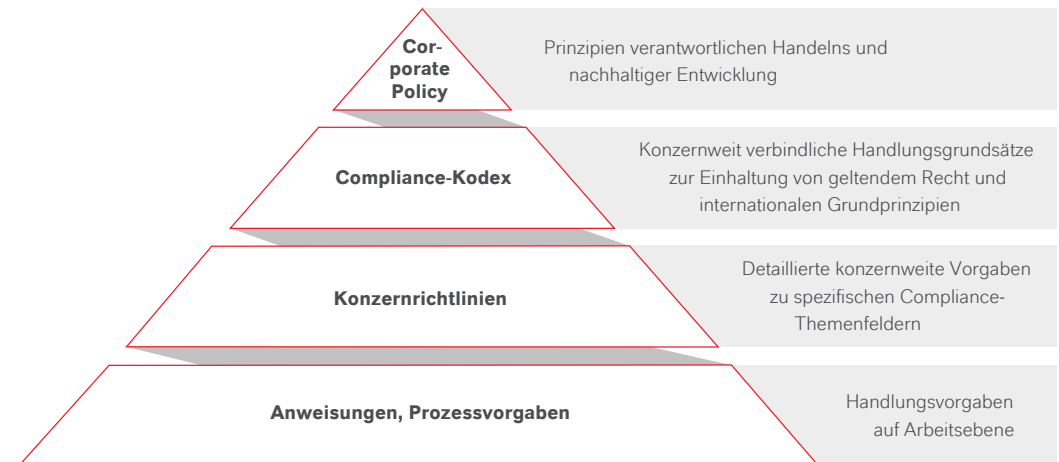 Cor-
porate
Policy
Prinzipien verantwortlichen Handelns und
nachhaltiger Entwicklung
Compliance-Kodex
Konzernweit verbindliche Handlungsgrundsätze
zur Einhaltung von geltendem Recht und
internationalen Grundprinzipien
Konzernrichtlinien
Detaillierte konzernweite Vorgaben
zu spezifischen Compliance-
Themenfeldern
Anweisungen, Prozessvorgaben
Handlungsvorgaben
auf Arbeitsebene